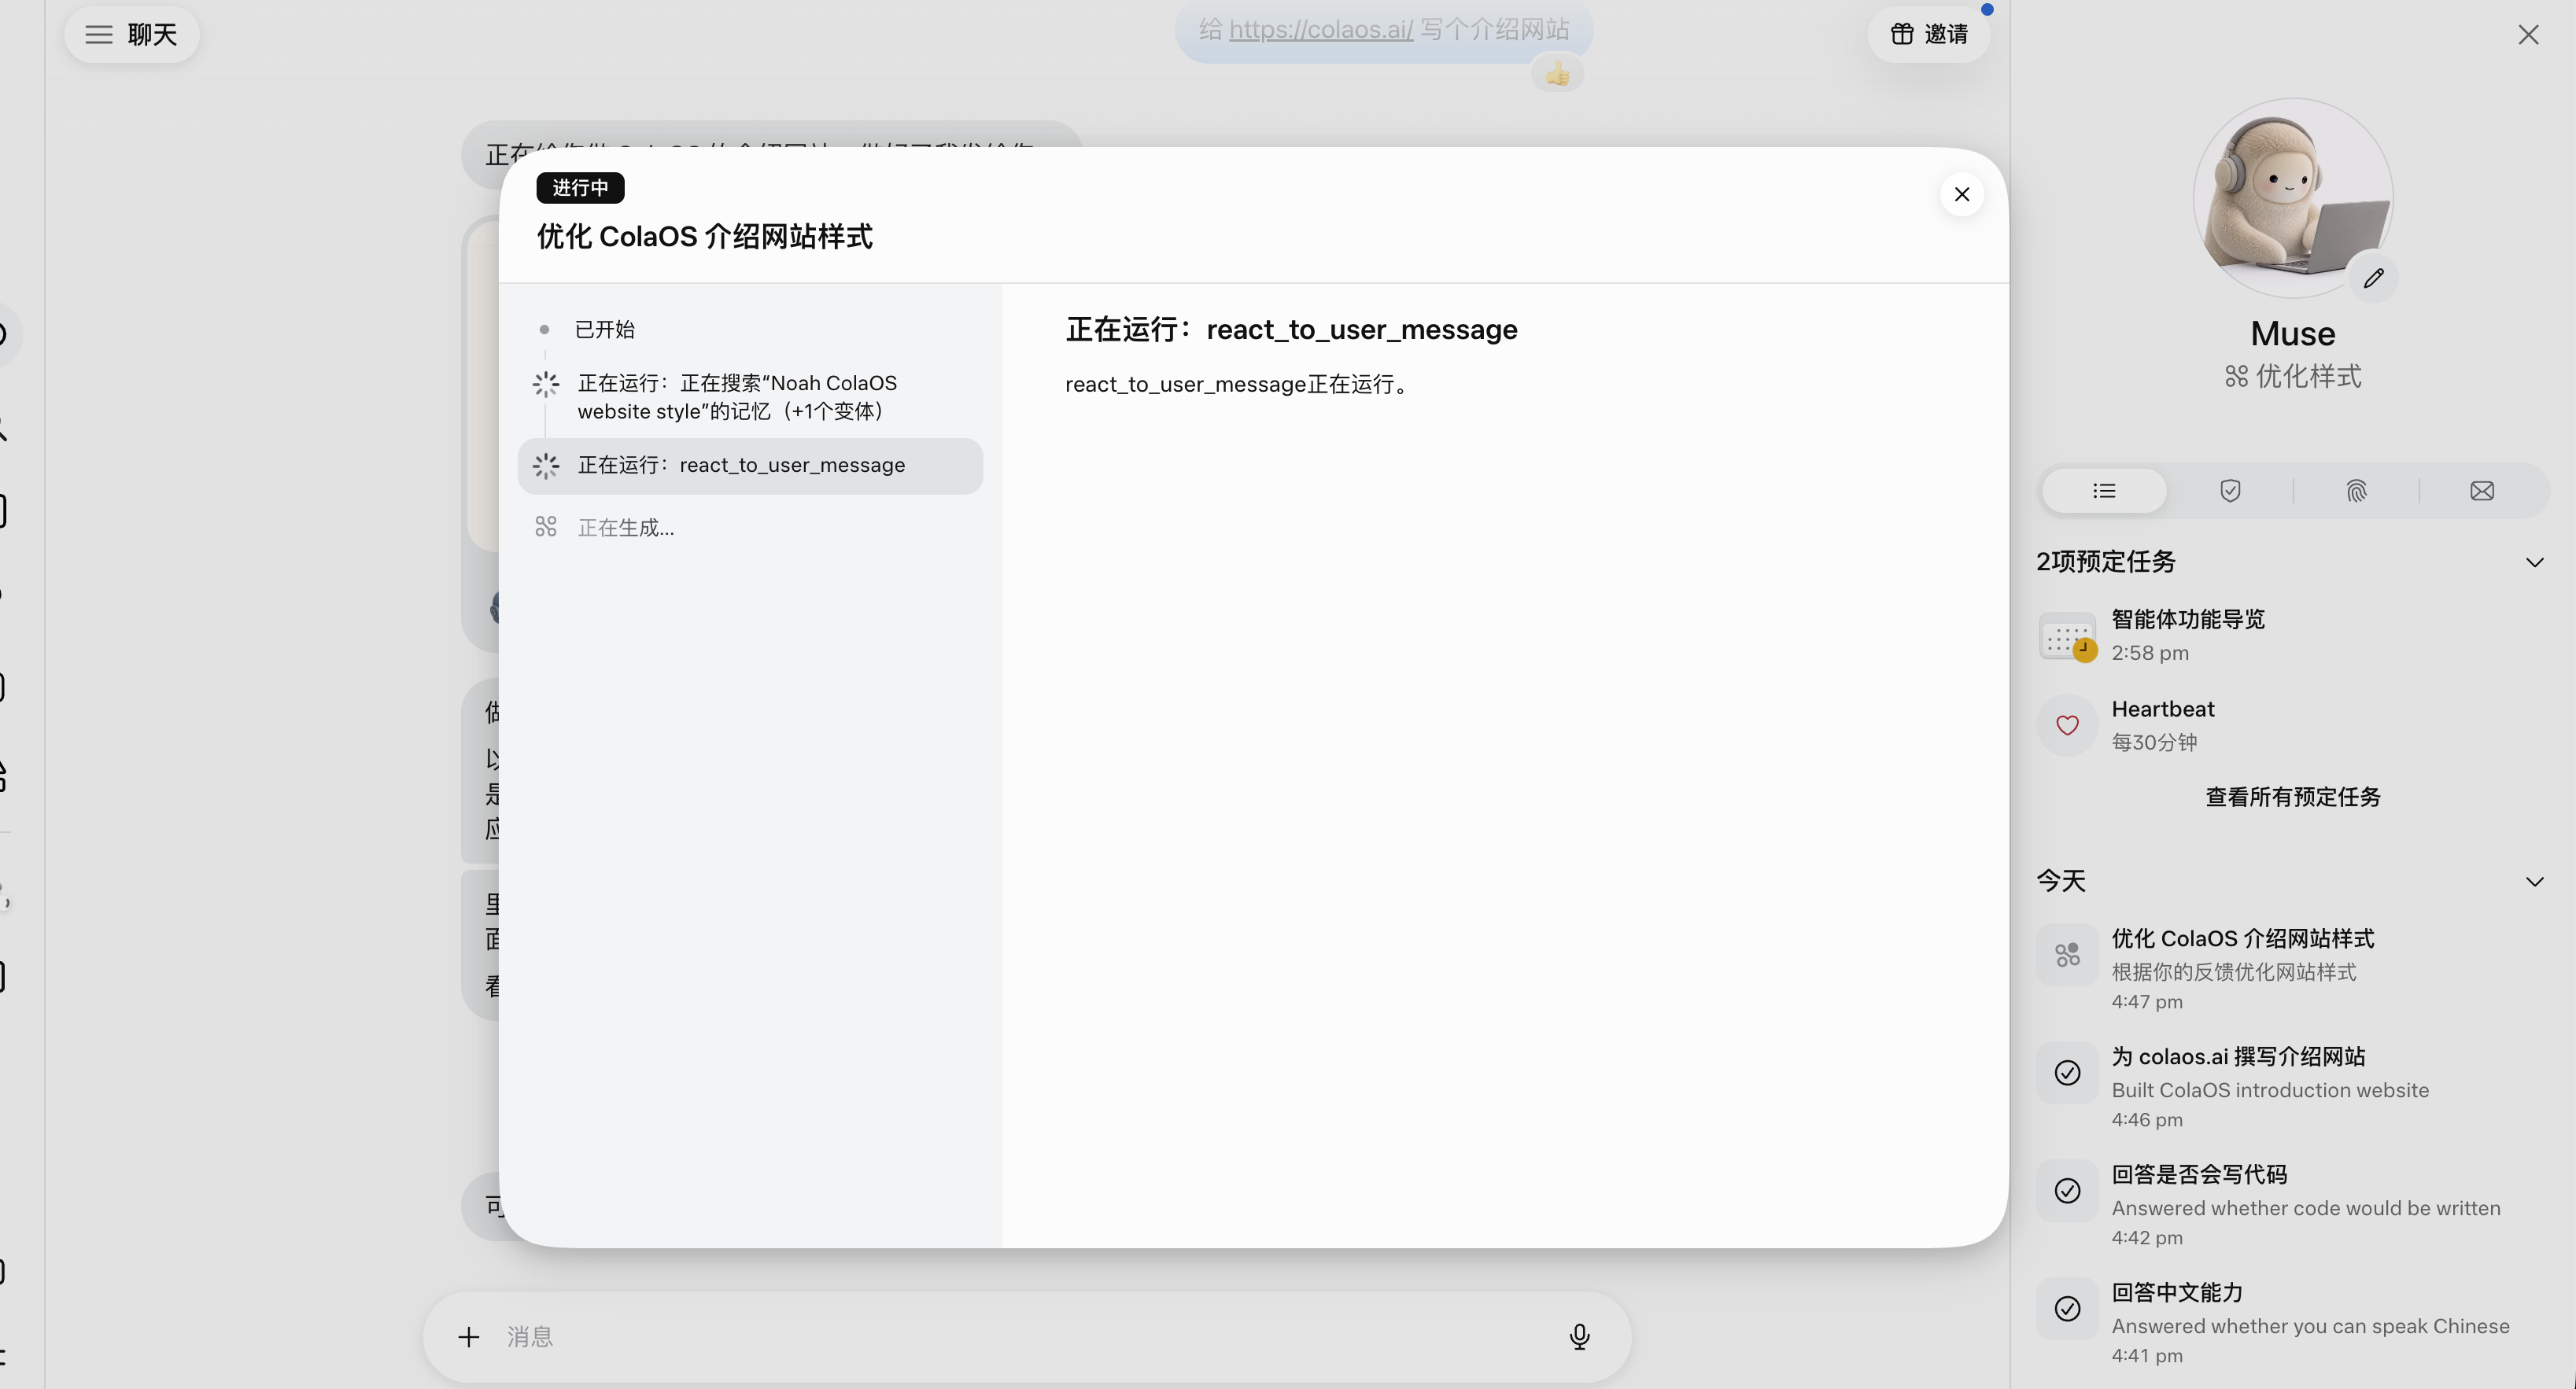 聊天
给 https://colaos.ai/ 写个介绍网站
邀请
进行中
优化 ColaOS 介绍网站样式
已开始
正在运行：正在搜索“Noah ColaOS
website style”的记忆（+1个变体）
正在运行：react_to_user_message
正在生成...
正在运行：react_to_user_message
react_to_user_message正在运行。
消息
Muse
优化样式
2项预定任务
智能体功能导览
2:58 pm
Heartbeat
每30分钟
查看所有预定任务
今天
优化 ColaOS 介绍网站样式
根据你的反馈优化网站样式
4:47 pm
为 colaos.ai 撰写介绍网站
Built ColaOS introduction website
4:46 pm
回答是否会写代码
Answered whether code would be written
4:42 pm
回答中文能力
Answered whether you can speak Chinese
4:41 pm